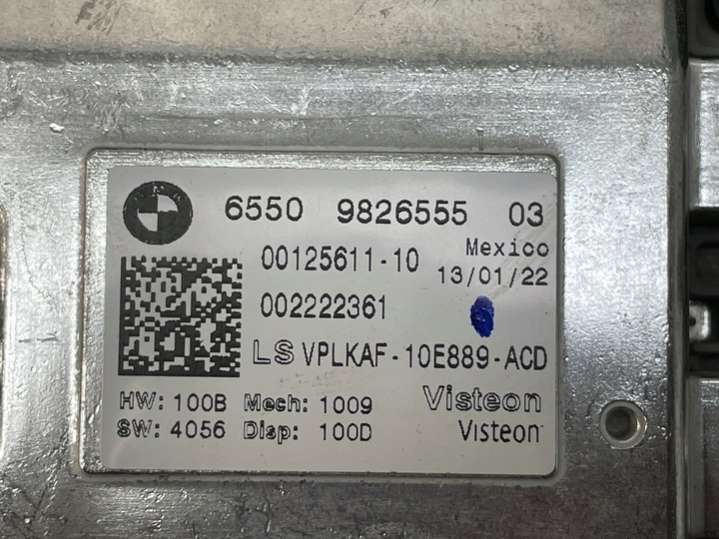 6550 9826555 03
00125611-10 Mexico
13/01/22
002222361
LS VPLKAF-10E889-ACD
HW: 100B Mech: 1009 Visteon
SW: 4056 Disp: 100D Visteon